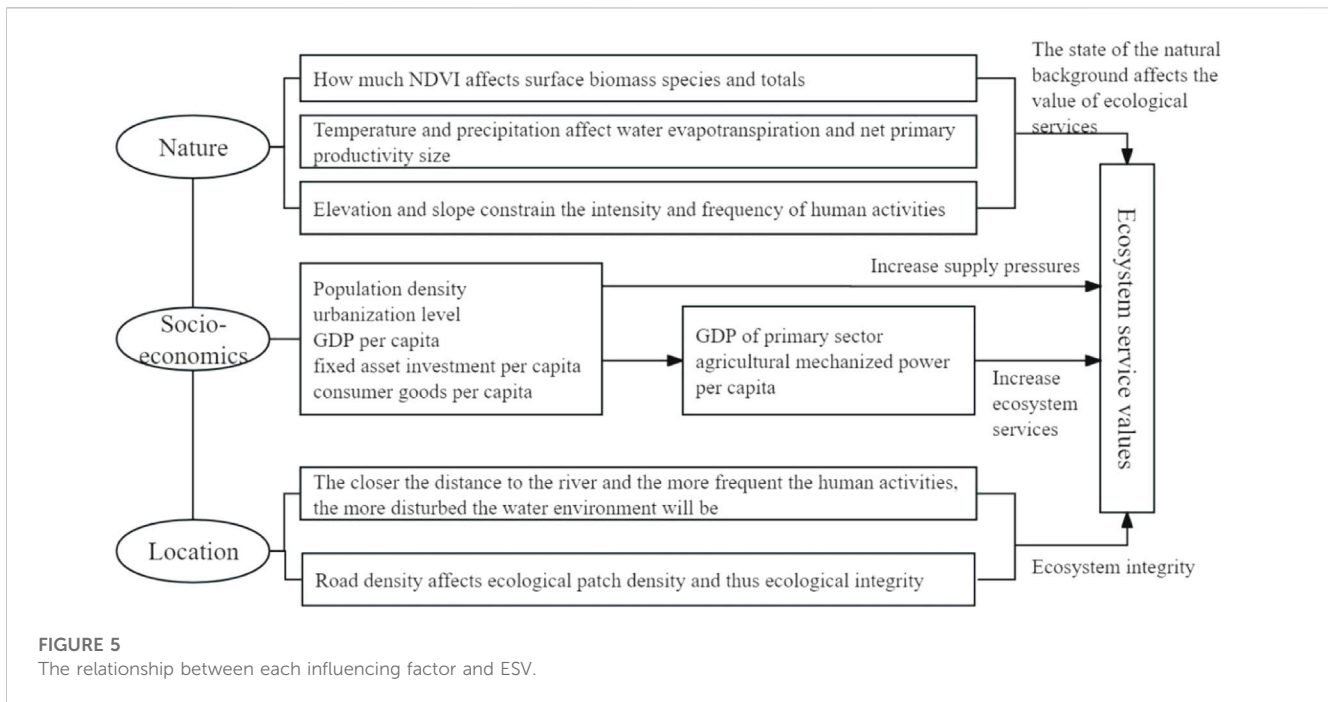 How much NDVI affects surface biomass species and totals
The state of the natural
background affects the
value of ecological
services
Nature
Temperature and precipitation affect water evapotranspiration and net primary
productivity size
Elevation and slope constrain the intensity and frequency of human activities
Ecosystem service values
Increase supply pressures
Socio-
economics
Population density
urbanization level
GDP per capita
fixed asset investment per capita
consumer goods per capita
GDP of primary sector
agricultural mechanized power
per capita
Increase
ecosystem
services
The closer the distance to the river and the more frequent the human activities,
the more disturbed the water environment will be
Location
Road density affects ecological patch density and thus ecological integrity
Ecosystem integrity
FIGURE 5
The relationship between each influencing factor and ESV.